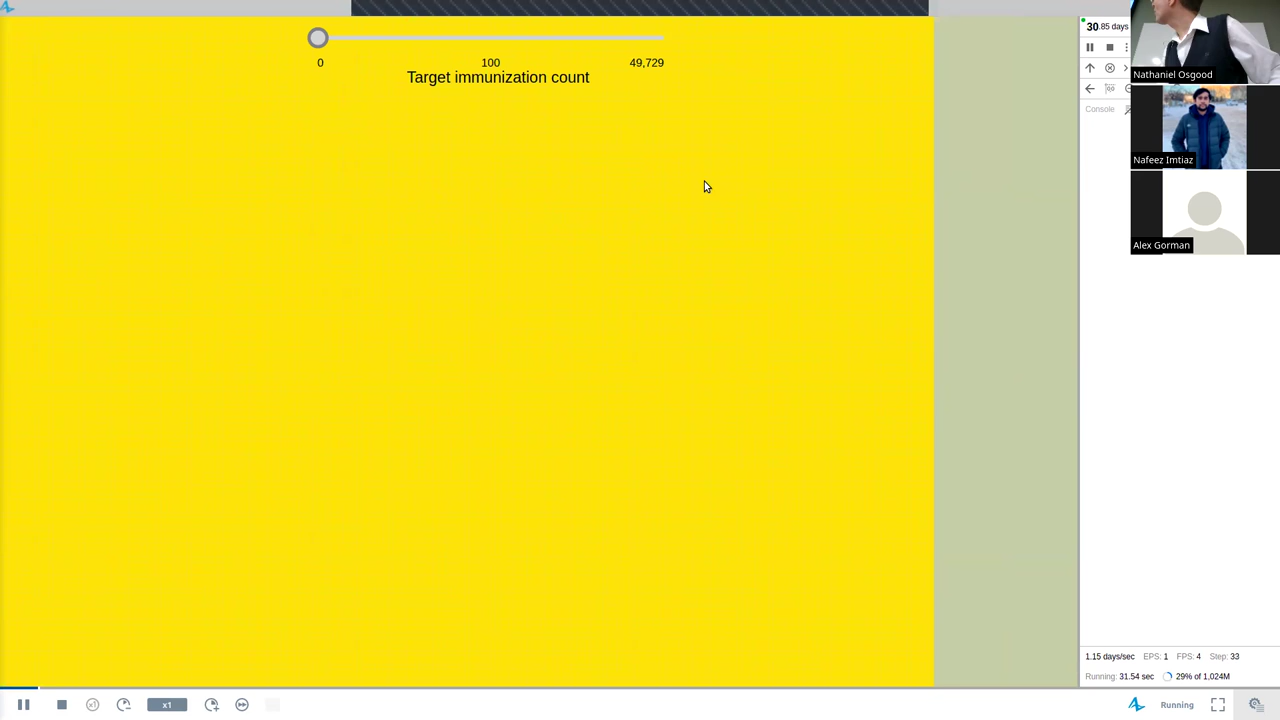 0
100
49,729
Target immunization count
30.85 days
Console
Nathaniel Osgood
Nafeez Imtiaz
Alex Gorman
1.15 days/sec EPS: 1 FPS: 4 Step: 33
Running: 31.54 sec 29% of 1,024M
x1
x1
Running